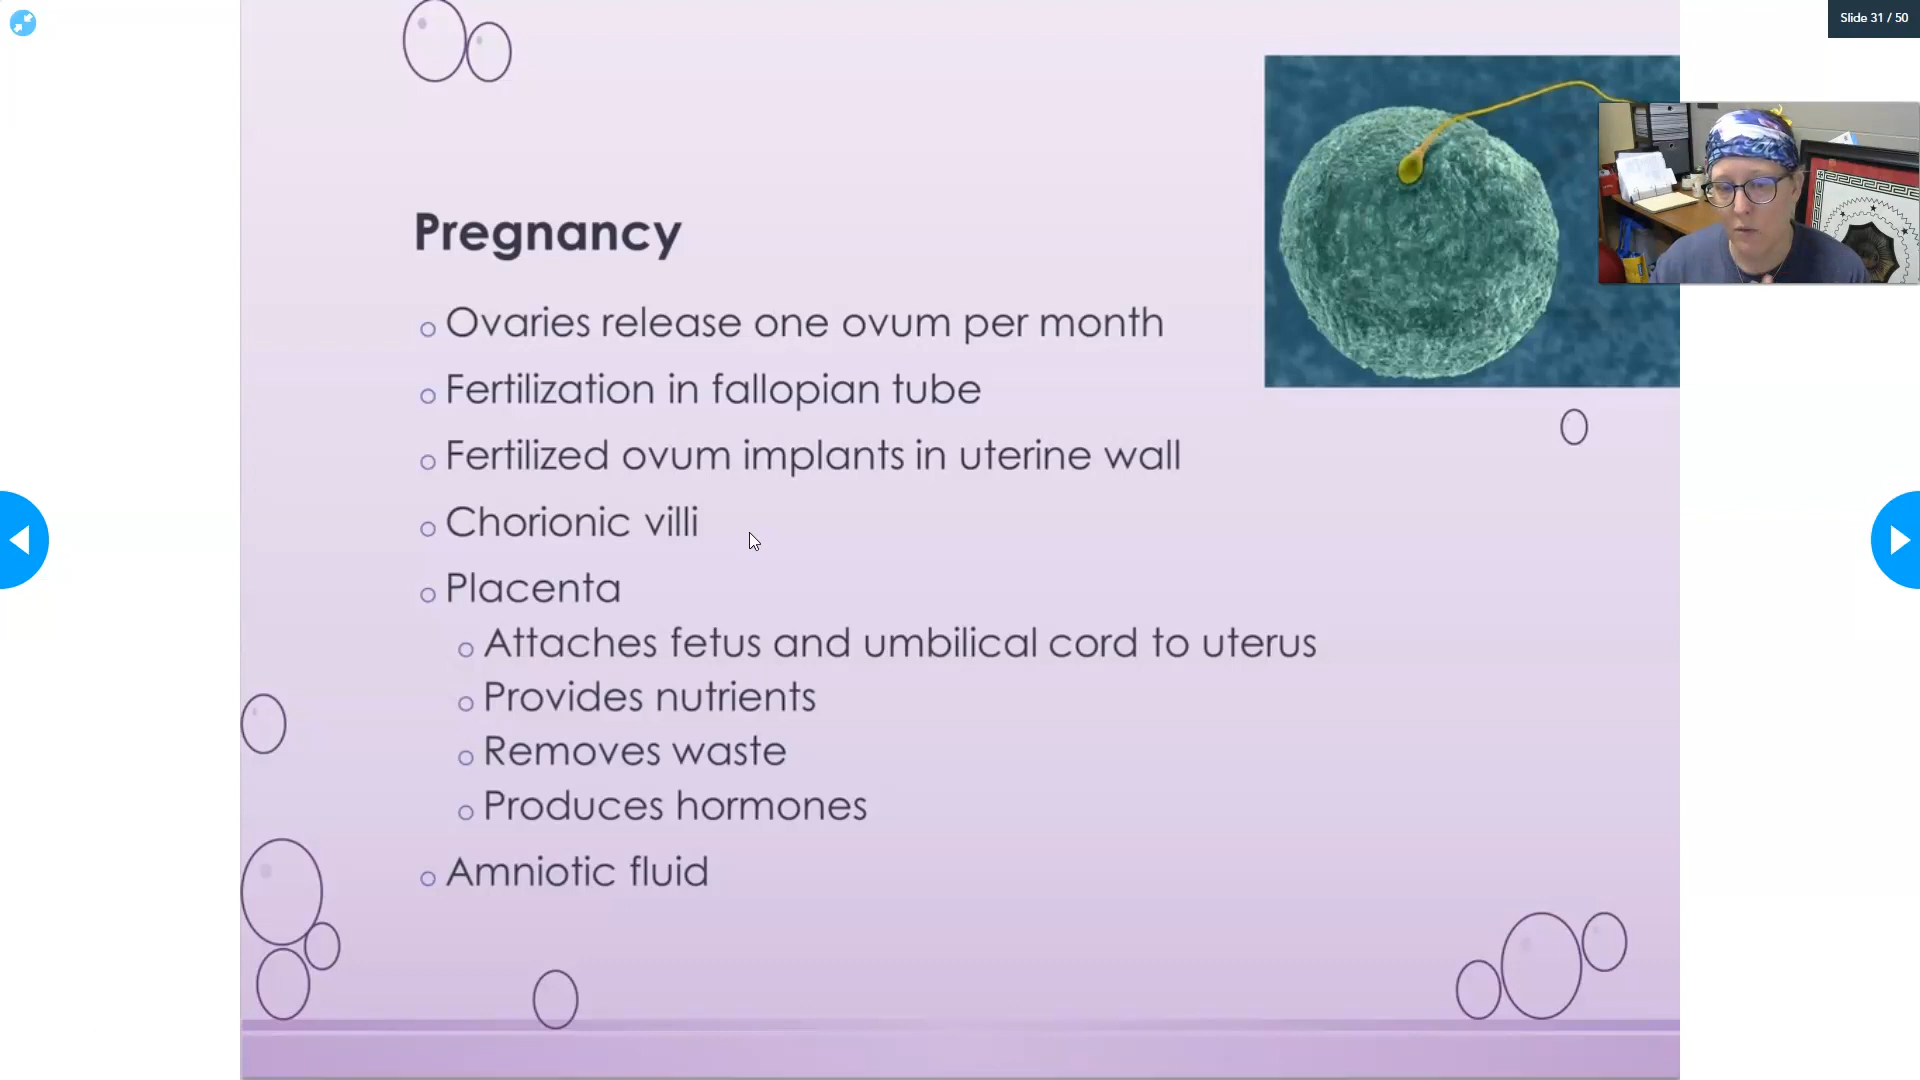 Slide 31 / 50
Pregnancy
Ovaries release one ovum per month
Fertilization in fallopian tube
Fertilized ovum implants in uterine wall
Chorionic villi
Placenta
Attaches fetus and umbilical cord to uterus
Provides nutrients
Removes waste
Produces hormones
Amniotic fluid